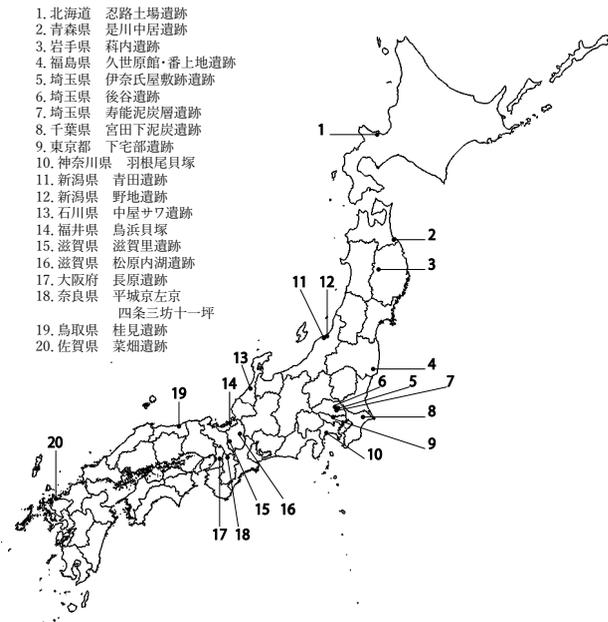 1. 北海道　忍路土場遺跡
2. 青森県　是川中居遺跡
3. 岩手県　萪内遺跡
4. 福島県　久世原館・番上地遺跡
5. 埼玉県　伊奈氏屋敷跡遺跡
6. 埼玉県　後谷遺跡
7. 埼玉県　寿能泥炭層遺跡
8. 千葉県　宮田下泥炭遺跡
9. 東京都　下宅部遺跡
10. 神奈川県　羽根尾貝塚
11. 新潟県　青田遺跡
12. 新潟県　野地遺跡
13. 石川県　中屋サワ遺跡
14. 福井県　鳥浜貝塚
15. 滋賀県　滋賀里遺跡
16. 滋賀県　松原内湖遺跡
17. 大阪府　長原遺跡
18. 奈良県　平城京左京
四条三坊十一坪
19. 鳥取県　桂見遺跡
20. 佐賀県　菜畑遺跡
1
2
3
11 12
4
13
6 5 7
14
19
8
20
9
10
15 16
17 18